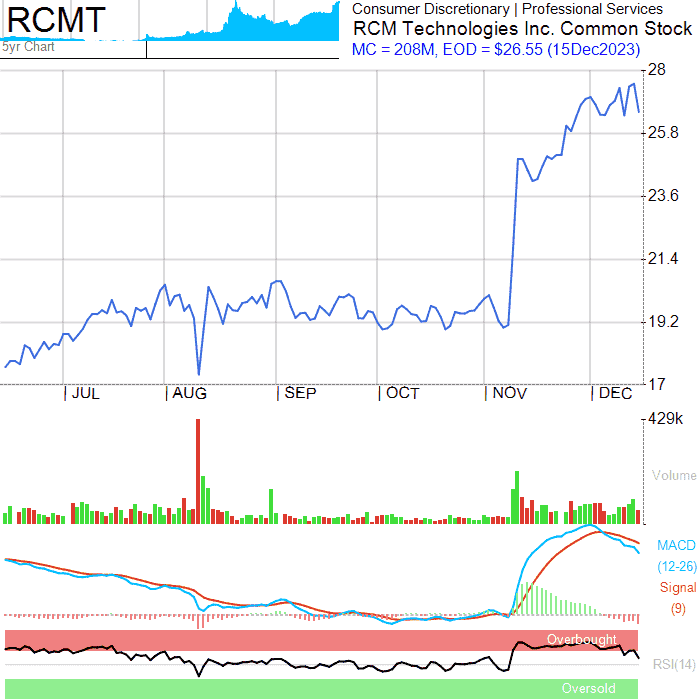 RCMT
Consumer Discretionary | Professional Services
RCM Technologies Inc. Common Stock
MC = 208M, EOD = $26.55 (15Dec2023)
5yr Chart
28
25.8
23.6
21.4
19.2
17
JUL
AUG
SEP
OCT
NOV
DEC
429k
Volume
MACD
(12-26)
Signal
(9)
Overbought
RSI(14)
Oversold